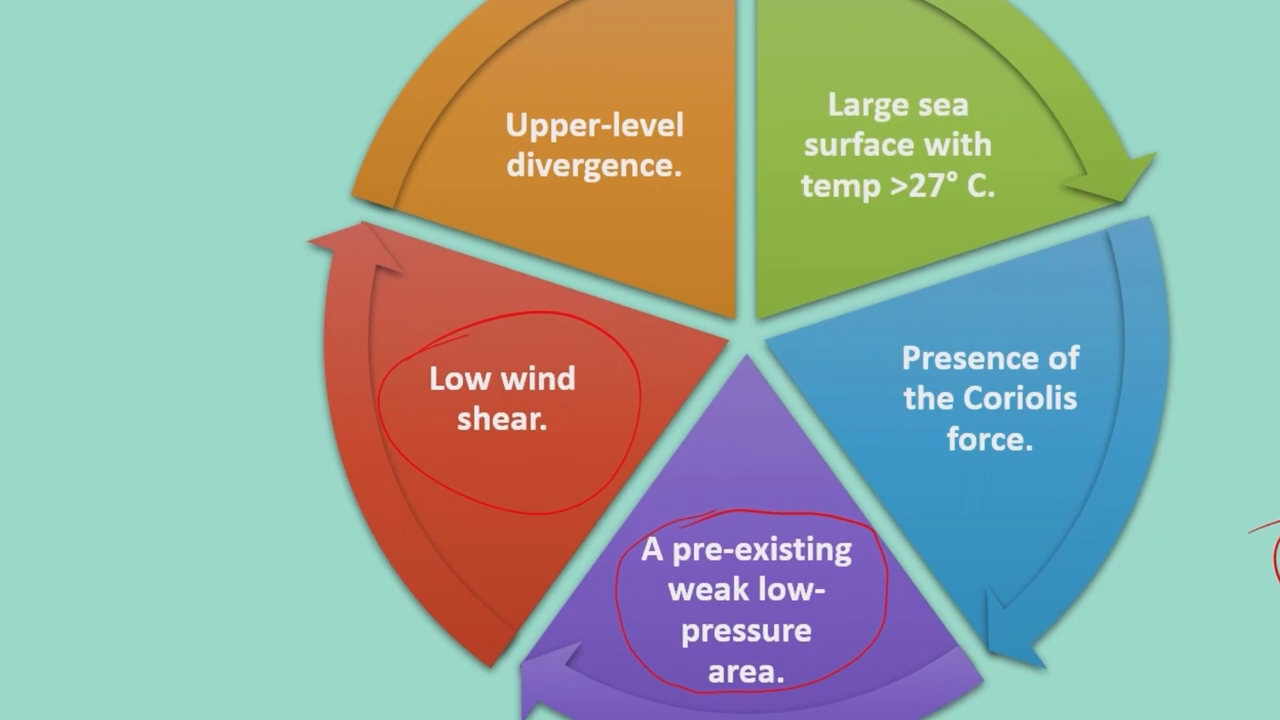 Upper-level
divergence.
Large sea
surface with
temp >27° C.
Presence of
the Coriolis
force.
A pre-existing
weak low-
pressure
area.
Low wind
shear.